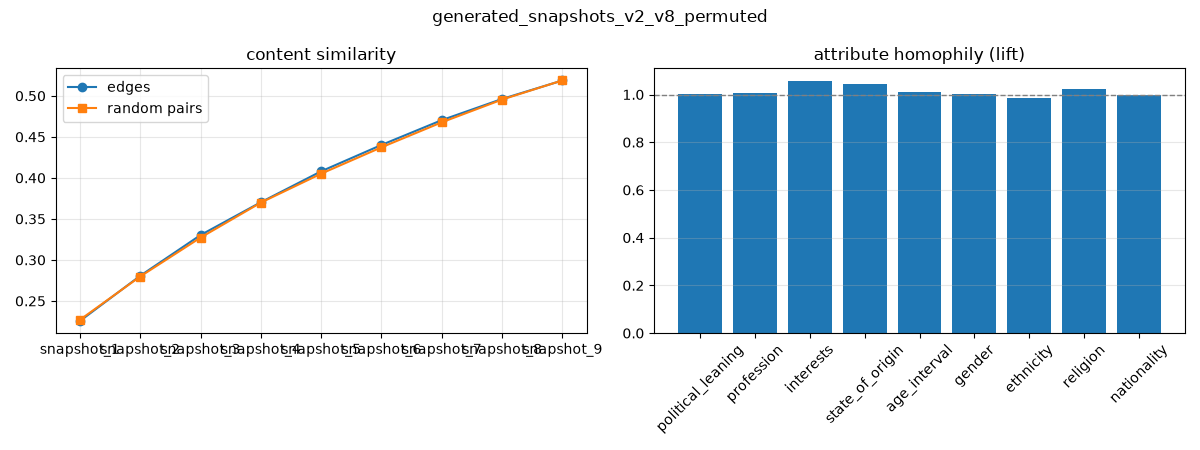 generated_snapshots_v2_v8_permuted
content similarity
edges
random pairs
0.50
0.45
0.40
0.35
0.30
0.25
snapshot_1 snapshot_2 snapshot_3 snapshot_4 snapshot_5 snapshot_6 snapshot_7 snapshot_8 snapshot_9
attribute homophily (lift)
1.0
0.8
0.6
0.4
0.2
0.0
political_leaning
profession
interests
state_of_origin
age_interval
gender
ethnicity
religion
nationality